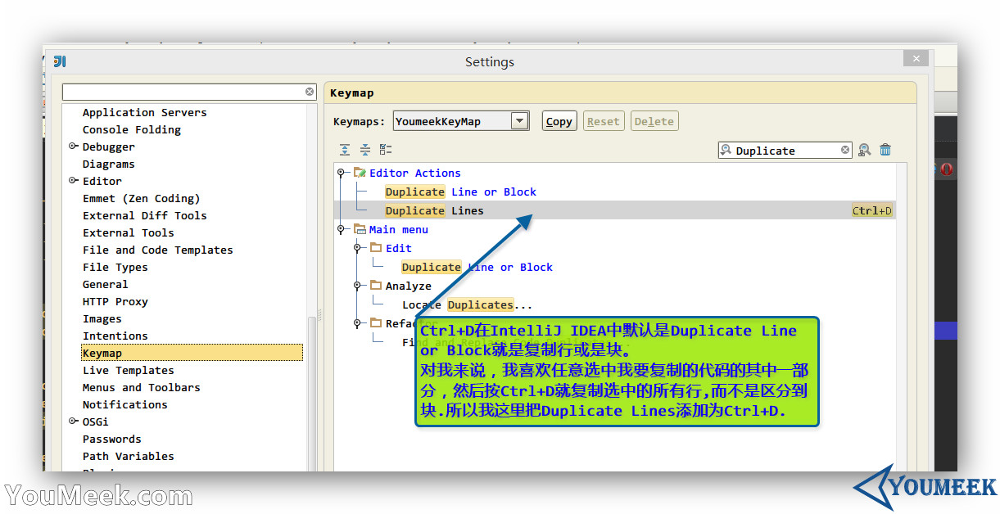 Settings
Keymap
Application Servers
Console Folding
Debugger
Diagrams
Editor
Emmet (Zen Coding)
External Diff Tools
External Tools
File and Code Templates
File Types
General
HTTP Proxy
Images
Intentions
Keymap
Live Templates
Menus and Toolbars
Notifications
OSGi
Passwords
Path Variables
Keymaps: YoumeekKeyMap Copy Reset Delete
Duplicate
Editor Actions
Duplicate Line or Block
Duplicate Lines Ctrl+D
Main menu
Edit
Duplicate Line or Block
Analyze
Locate Duplicates...
Refactor
Find and Replace Code
Ctrl+D在IntelliJ IDEA中默认是Duplicate Line
or Block就是复制行或是块。
对我来说，我喜欢任意选中我要复制的代码的其中一部
分，然后按Ctrl+D就复制选中的所有行,而不是区分到
块.所以我这里把Duplicate Lines添加为Ctrl+D.
YouMeek.com
YOUMEEK